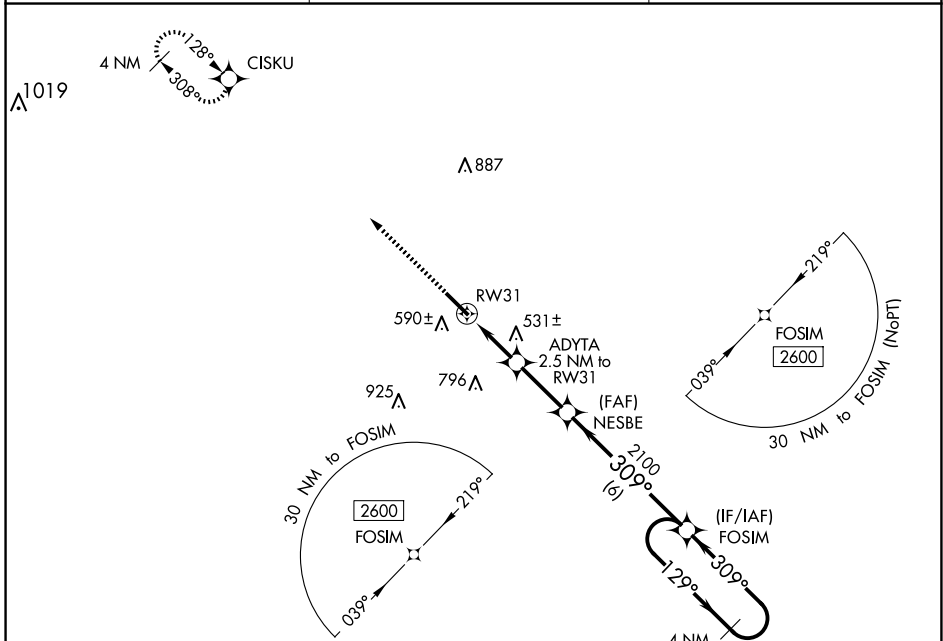 128°
4 NM
CISKU
308°
1019
887
219°
RW31
590±
531±
FOSIM
2600
ADYTA
2.5 NM to
RW31
039°
796
925
(FAF)
NESBE
30 NM to FOSIM (NoPT)
30 NM to FOSIM
2100
309°
(6)
219°
2600
FOSIM
(IF/IAF)
FOSIM
309°
129°
039°
4 NM